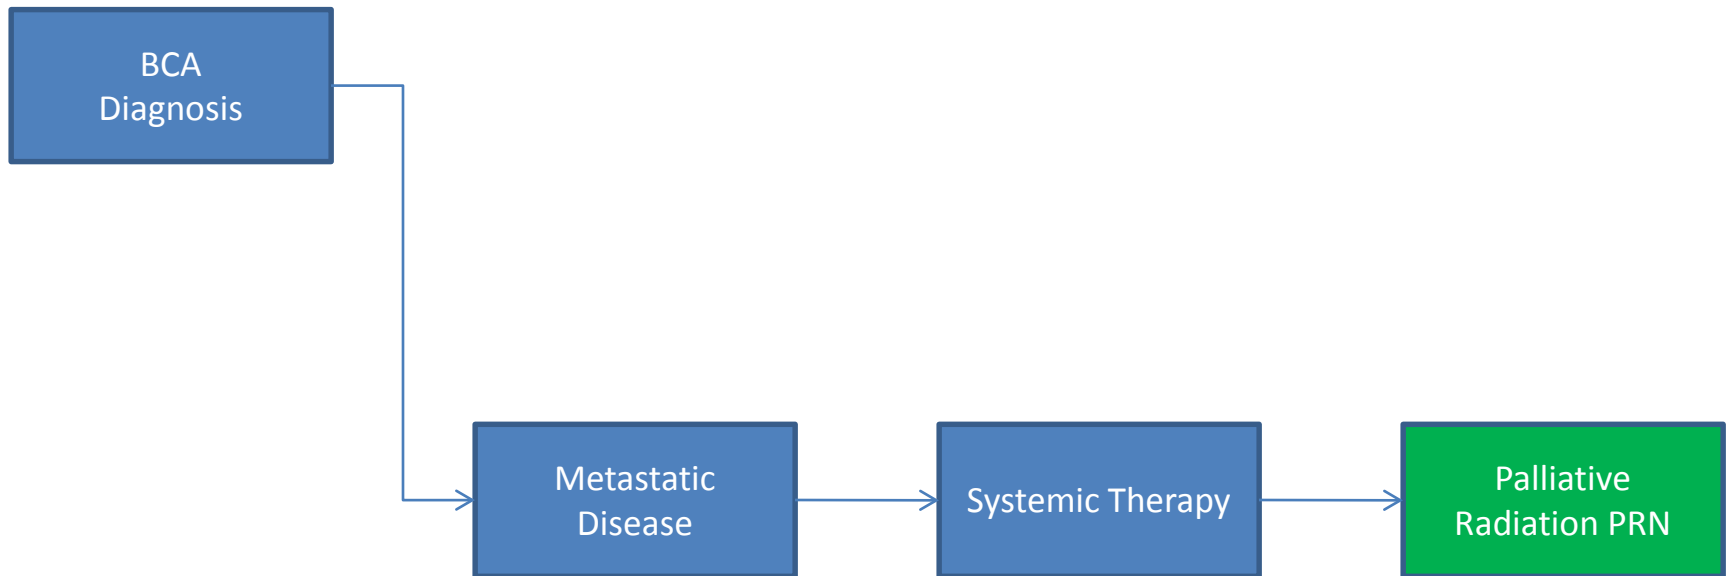 BCA
Diagnosis
Metastatic
Disease
Systemic Therapy
Palliative
Radiation PRN